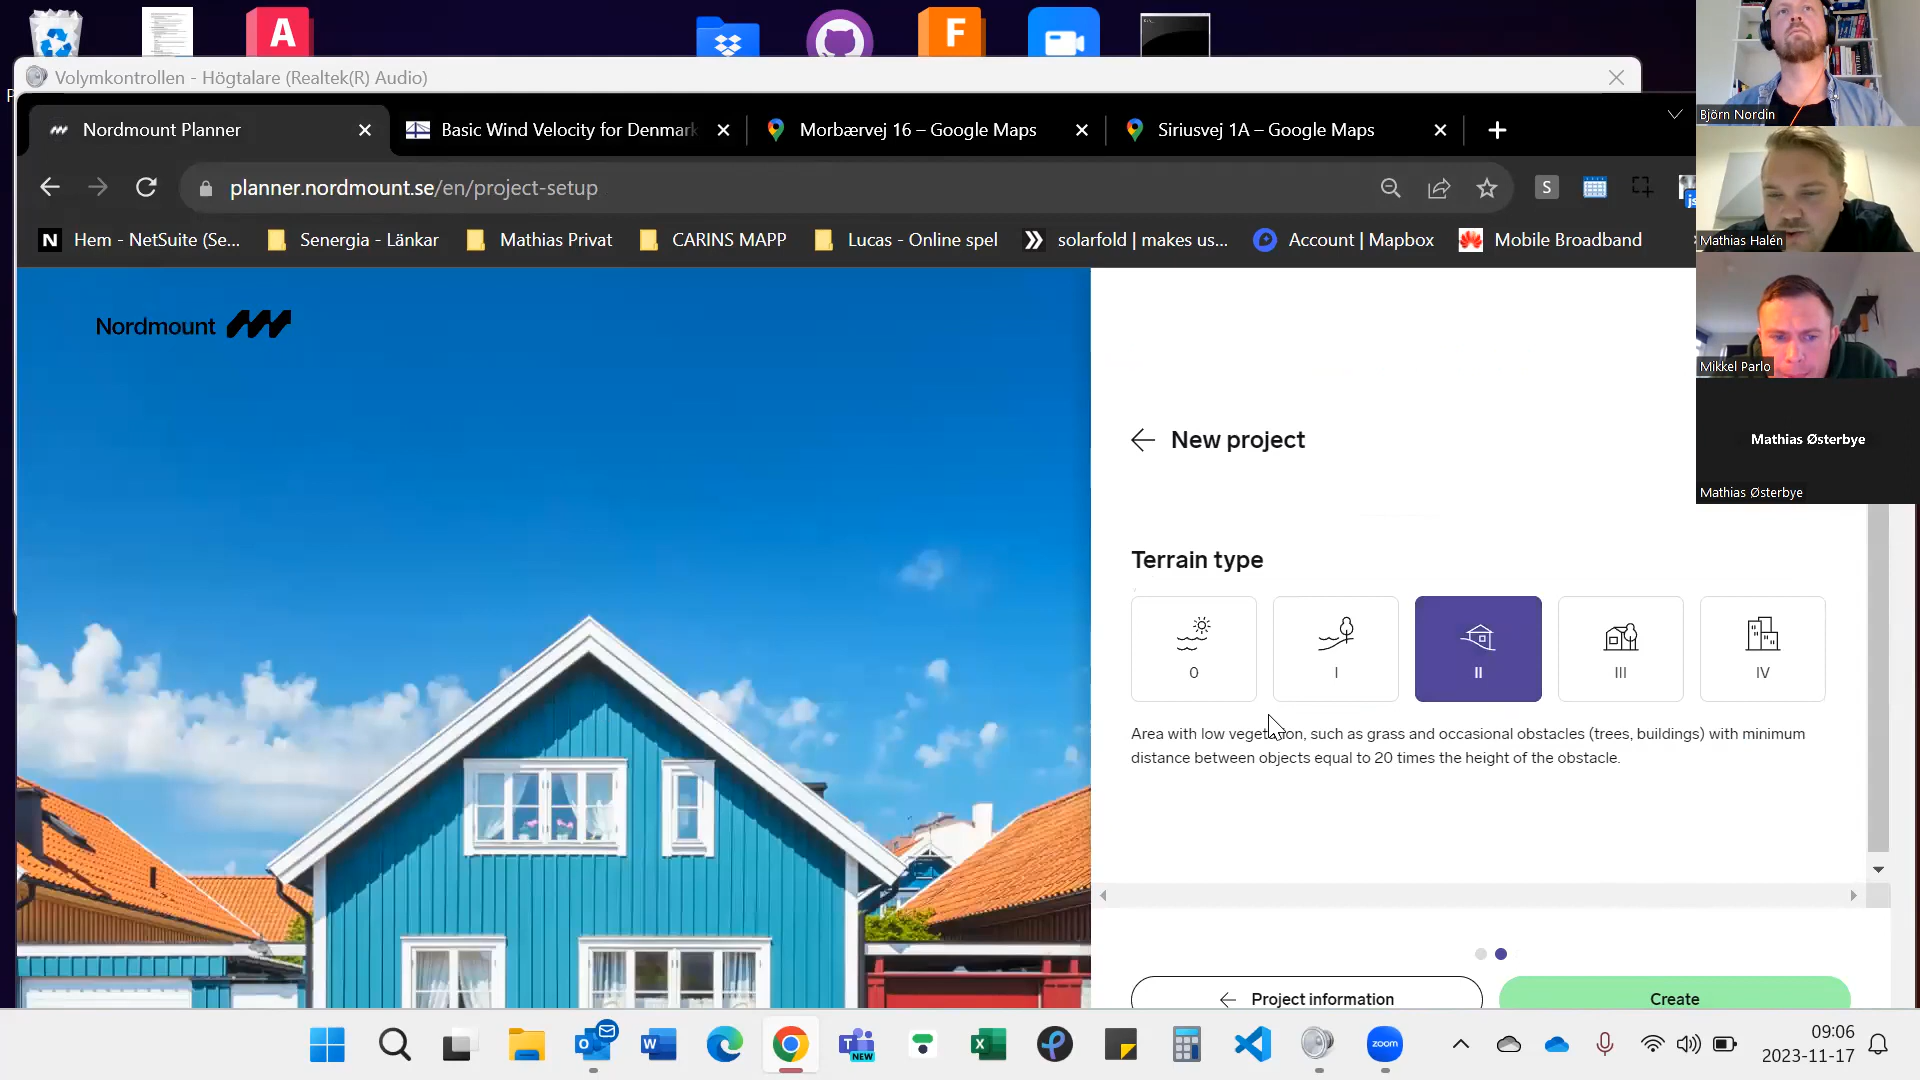 Volymkontrollen - Högtalare (Realtek(R) Audio)
Nordmount Planner
Basic Wind Velocity for Denmark
Morbærvej 16 – Google Maps
Siriusvej 1A – Google Maps
planner.nordmount.se/en/project-setup
Hem - NetSuite (Se...
Senergia - Länkar
Mathias Privat
CARINS MAPP
Lucas - Online spel
solarfold | makes us...
Account | Mapbox
Mobile Broadband
Björn Nordin
Mathias Halén
Mikkel Parlo
Mathias Østerbye
Mathias Østerbye
Nordmount
New project
Terrain type
0
I
II
III
IV
Area with low vegetation, such as grass and occasional obstacles (trees, buildings) with minimum
distance between objects equal to 20 times the height of the obstacle.
Project information
Create
NEW
zoom
09:06
2023-11-17